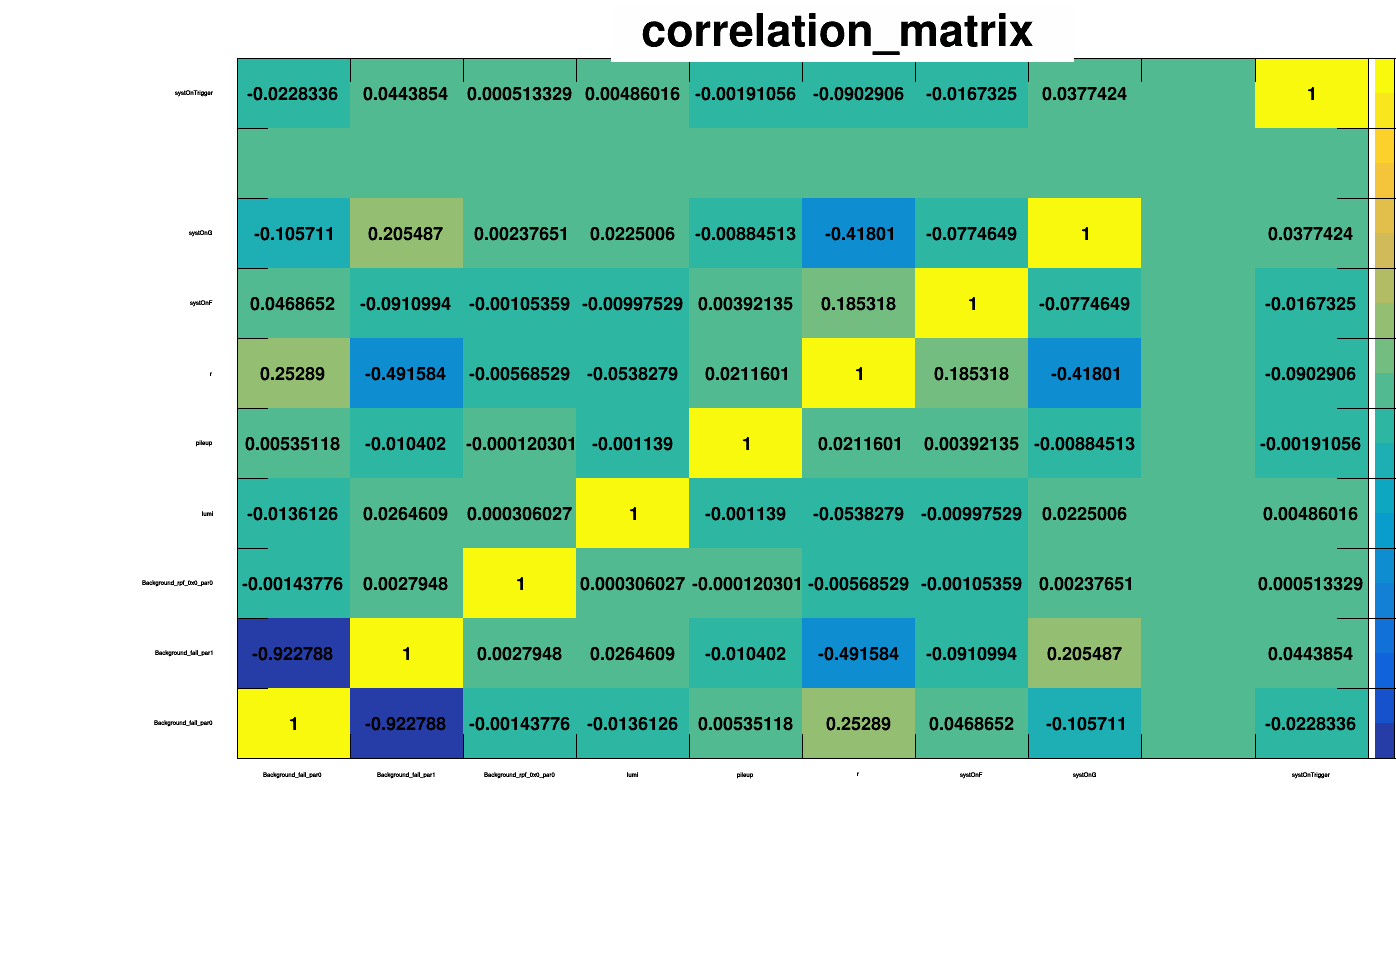 correlation_matrix
systOnTrigger -0.0228336 0.0443854 0.000513329 0.00486016 -0.00191056 -0.0902906 -0.0167325 0.0377424 1
systOnG -0.105711 0.205487 0.00237651 0.0225006 -0.00884513 -0.41801 -0.0774649 1 0.0377424
systOnF 0.0468652 -0.0910994 -0.00105359 -0.00997529 0.00392135 0.185318 1 -0.0774649 -0.0167325
r 0.25289 -0.491584 -0.00568529 -0.0538279 0.0211601 1 0.185318 -0.41801 -0.0902906
pileup 0.00535118 -0.010402 -0.000120301 -0.001139 1 0.0211601 0.00392135 -0.00884513 -0.00191056
lumi -0.0136126 0.0264609 0.000306027 1 -0.001139 -0.0538279 -0.00997529 0.0225006 0.00486016
Background_rpf_0x0_par0 -0.00143776 0.0027948 1 0.000306027 -0.000120301 -0.00568529 -0.00105359 0.00237651 0.000513329
Background_fail_par1 -0.922788 1 0.0027948 0.0264609 -0.010402 -0.491584 -0.0910994 0.205487 0.0443854
Background_fail_par0 1 -0.922788 -0.00143776 -0.0136126 0.00535118 0.25289 0.0468652 -0.105711 -0.0228336
Background_fail_par0 Background_fail_par1 Background_rpf_0x0_par0 lumi pileup r systOnF systOnG systOnTrigger